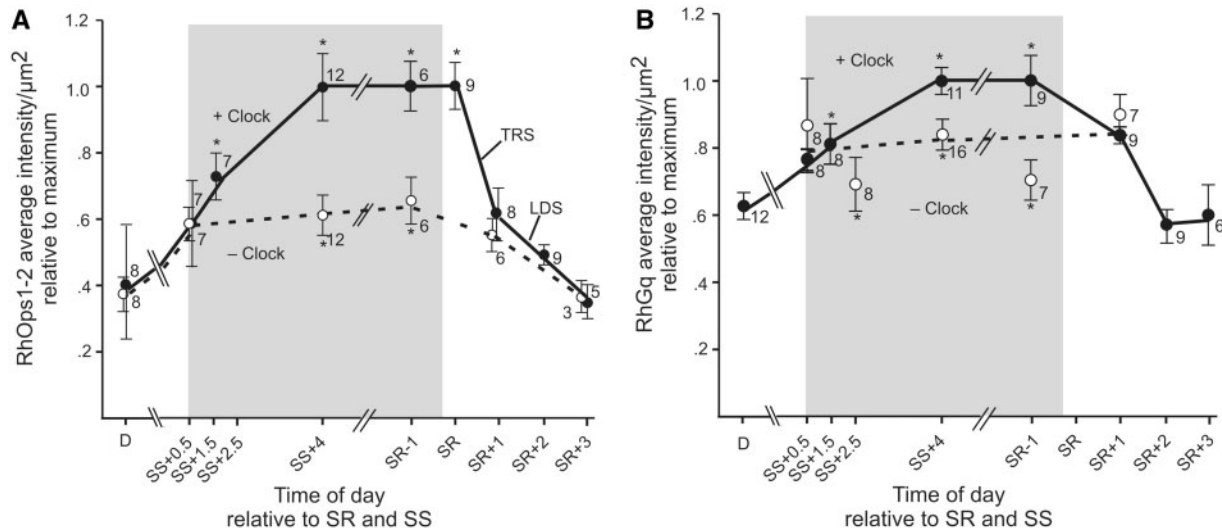 A
RhOps1-2 average intensity/µm²
relative to maximum
1.2
1.0
.8
.6
.4
.2
+ Clock
– Clock
TRS
LDS
8
8
7
7
*
7
*
12
*
12
*
6
*
6
*
9
8
6
9
5
3
D
SS+0.5
SS+1.5
SS+2.5
SS+4
SR-1
SR
SR+1
SR+2
SR+3
Time of day
relative to SR and SS
B
RhGq average intensity/µm²
relative to maximum
1.2
1.0
.8
.6
.4
.2
+ Clock
– Clock
12
8
8
*
8
8
*
*
11
16
*
*
9
7
*
7
9
9
6
D
SS+0.5
SS+1.5
SS+2.5
SS+4
SR-1
SR
SR+1
SR+2
SR+3
Time of day
relative to SR and SS